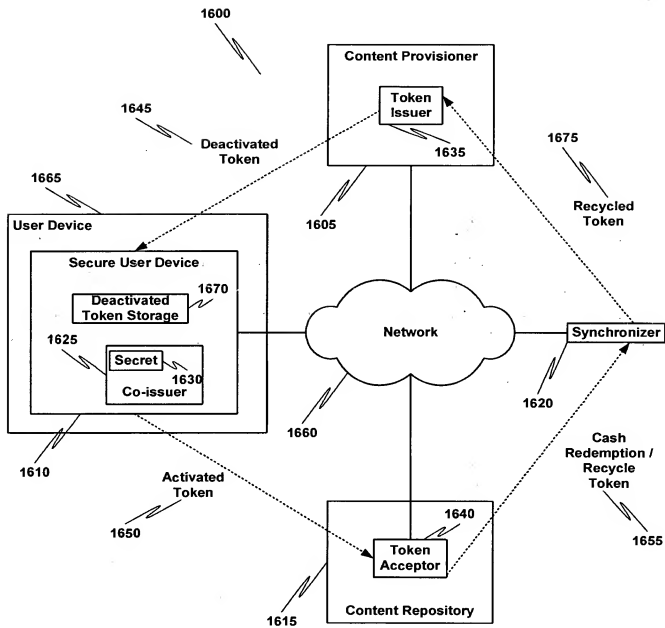 1600
Content Provisioner
Token
Issuer
1635
1645
Deactivated
Token
1675
Recycled
Token
1665
1605
User Device
Secure User Device
1670
Deactivated
Token Storage
1625
Secret
1630
Co-issuer
Network
Synchronizer
1620
1660
1610
Activated
Token
1650
Cash
Redemption /
Recycle
Token
1655
1640
Token
Acceptor
1615
Content Repository